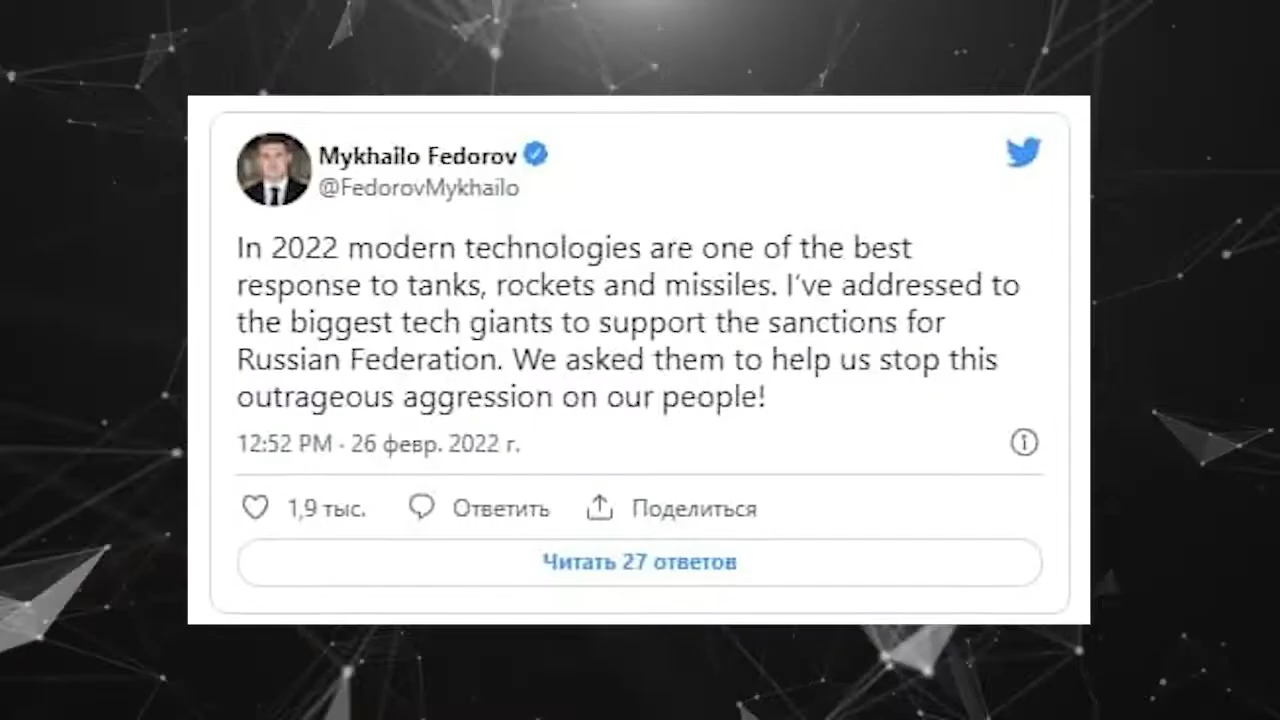 Mykhailo Fedorov
@FedorovMykhailo
In 2022 modern technologies are one of the best
response to tanks, rockets and missiles. I've addressed to
the biggest tech giants to support the sanctions for
Russian Federation. We asked them to help us stop this
outrageous aggression on our people!
12:52 PM · 26 февр. 2022 г.
1,9 тыс. Ответить Поделиться
Читать 27 ответов